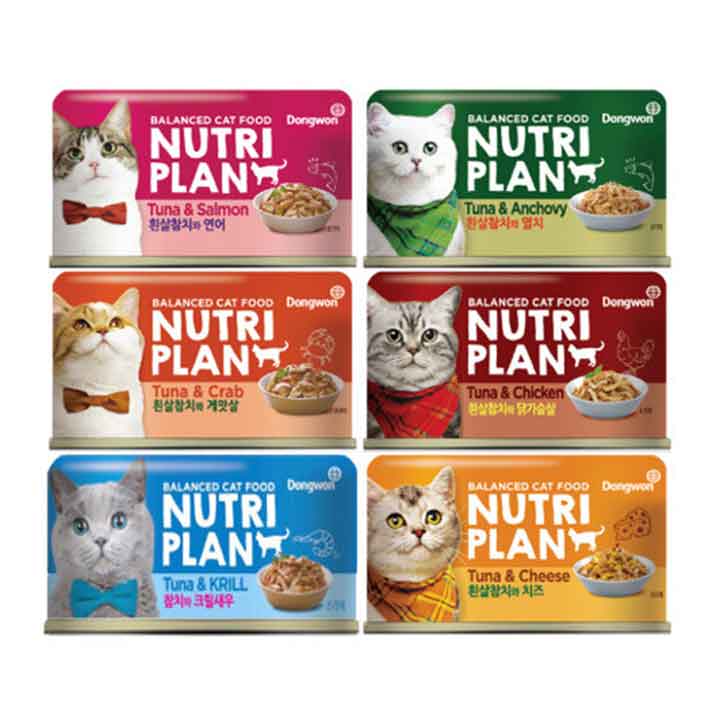 BALANCED CAT FOOD Dongwon
NUTRI
PLAN
Tuna & Salmon
흰살참치와 연어
BALANCED CAT FOOD Dongwon
NUTRI
PLAN
Tuna & Anchovy
흰살참치와 멸치
BALANCED CAT FOOD Dongwon
NUTRI
PLAN
Tuna & Crab
흰살참치와 게맛살
BALANCED CAT FOOD Dongwon
NUTRI
PLAN
Tuna & Chicken
흰살참치와 닭가슴살
BALANCED CAT FOOD Dongwon
NUTRI
PLAN
Tuna & KRILL
참치와 크릴새우
BALANCED CAT FOOD Dongwon
NUTRI
PLAN
Tuna & Cheese
흰살참치와 치즈